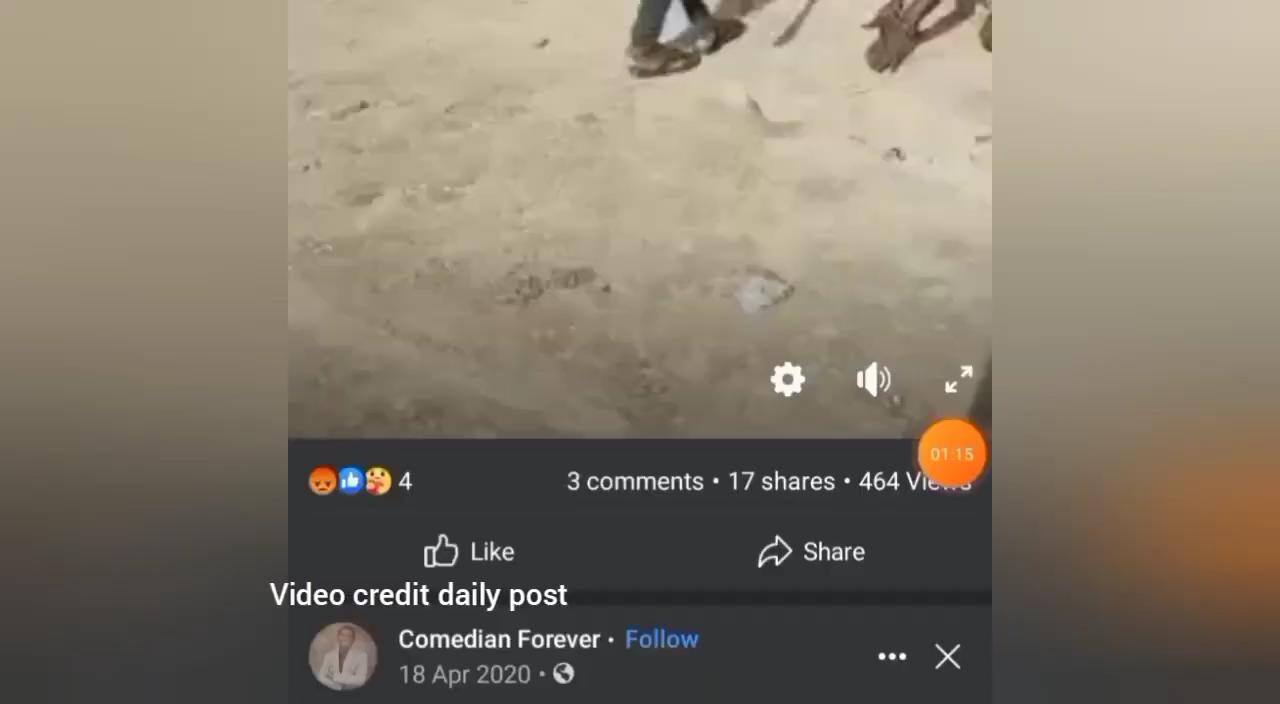 01:15
4
3 comments • 17 shares • 464 Views
Like
Share
Video credit daily post
Comedian Forever • Follow
18 Apr 2020 •